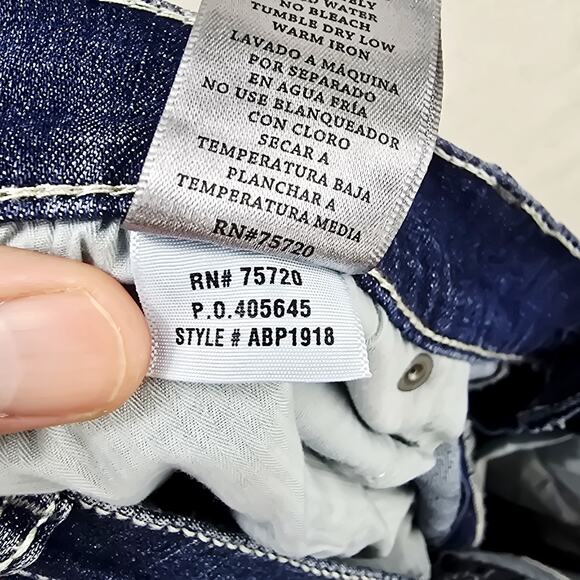 WATER
NO BLEACH
TUMBLE DRY LOW
WARM IRON
LAVADO A MÁQUINA
POR SEPARADO
EN AGUA FRÍA
NO USE BLANQUEADOR
CON CLORO
SECAR A
TEMPERATURA BAJA
PLANCHAR A
TEMPERATURA MEDIA
RN#75720
RN# 75720
P.O.405645
STYLE # ABP1918